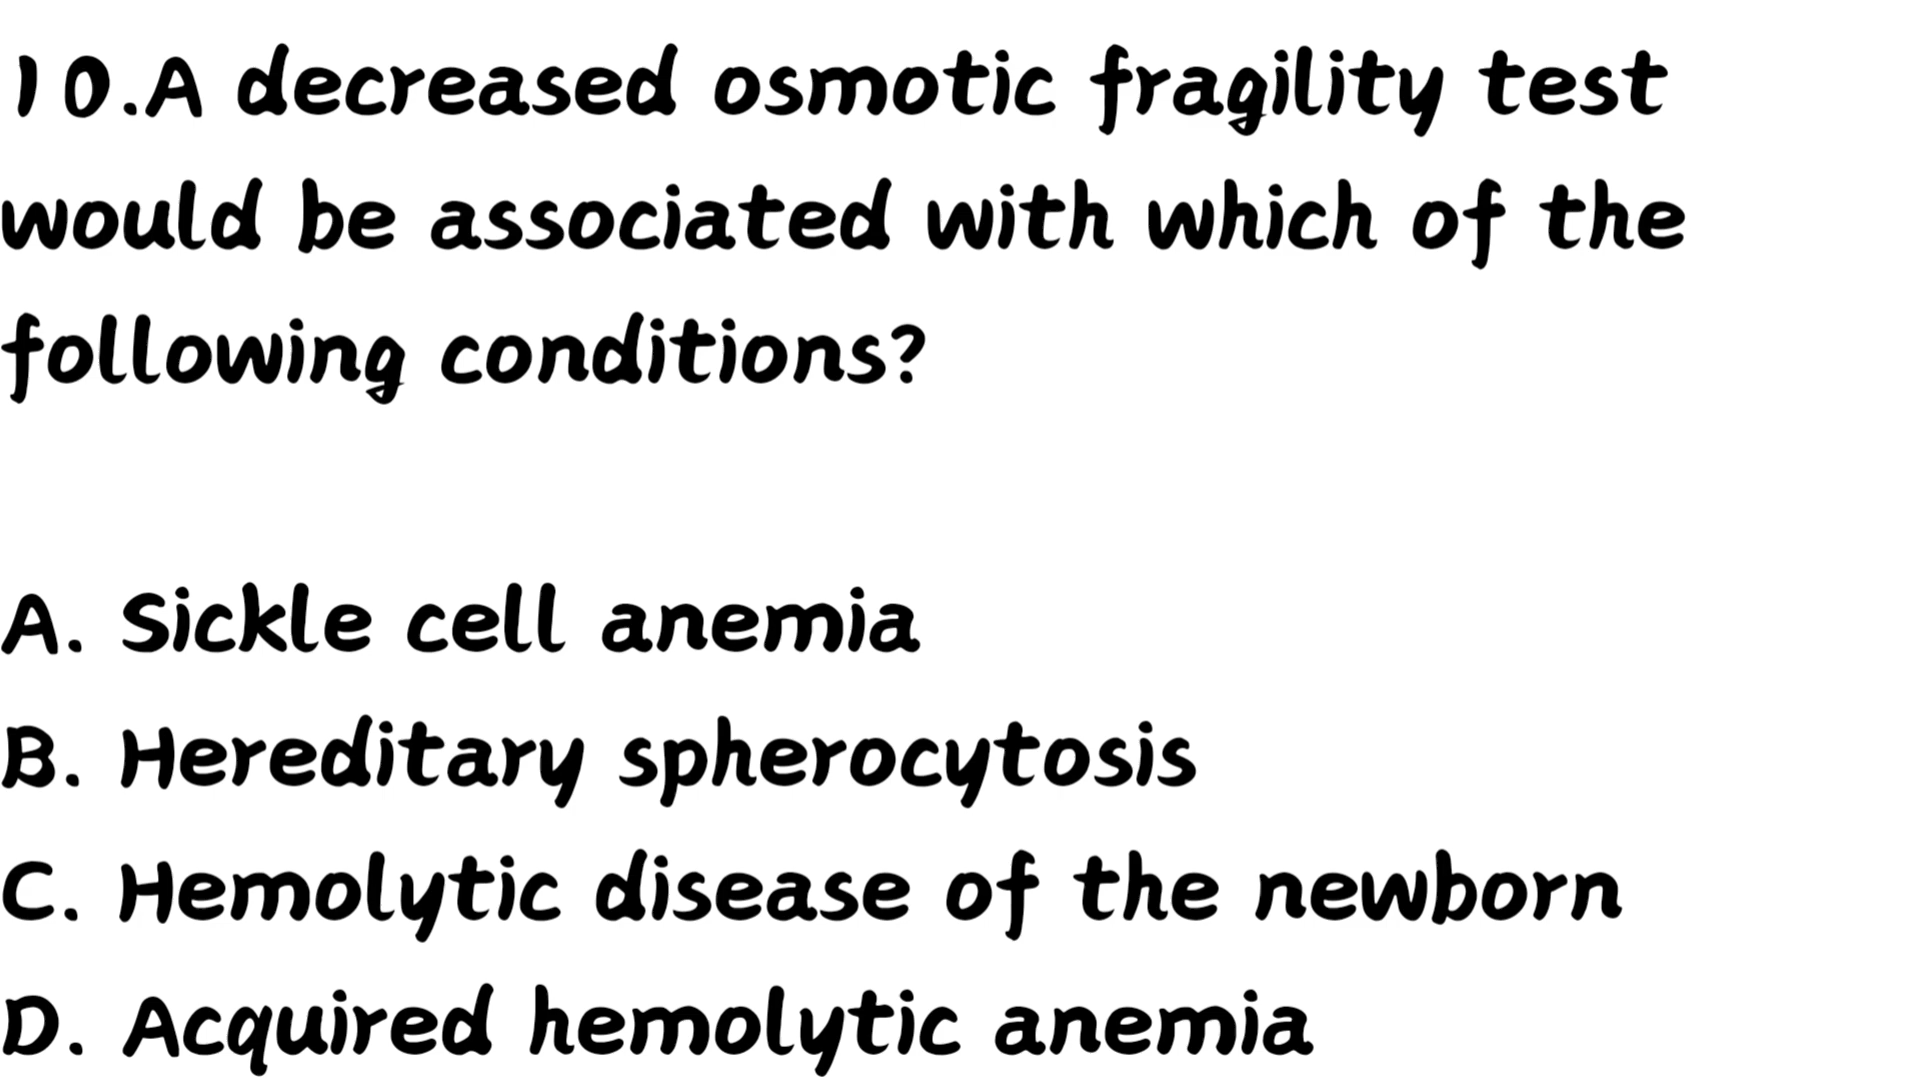 10.A decreased osmotic fragility test
would be associated with which of the
following conditions?
A. Sickle cell anemia
B. Hereditary spherocytosis
C. Hemolytic disease of the newborn
D. Acquired hemolytic anemia